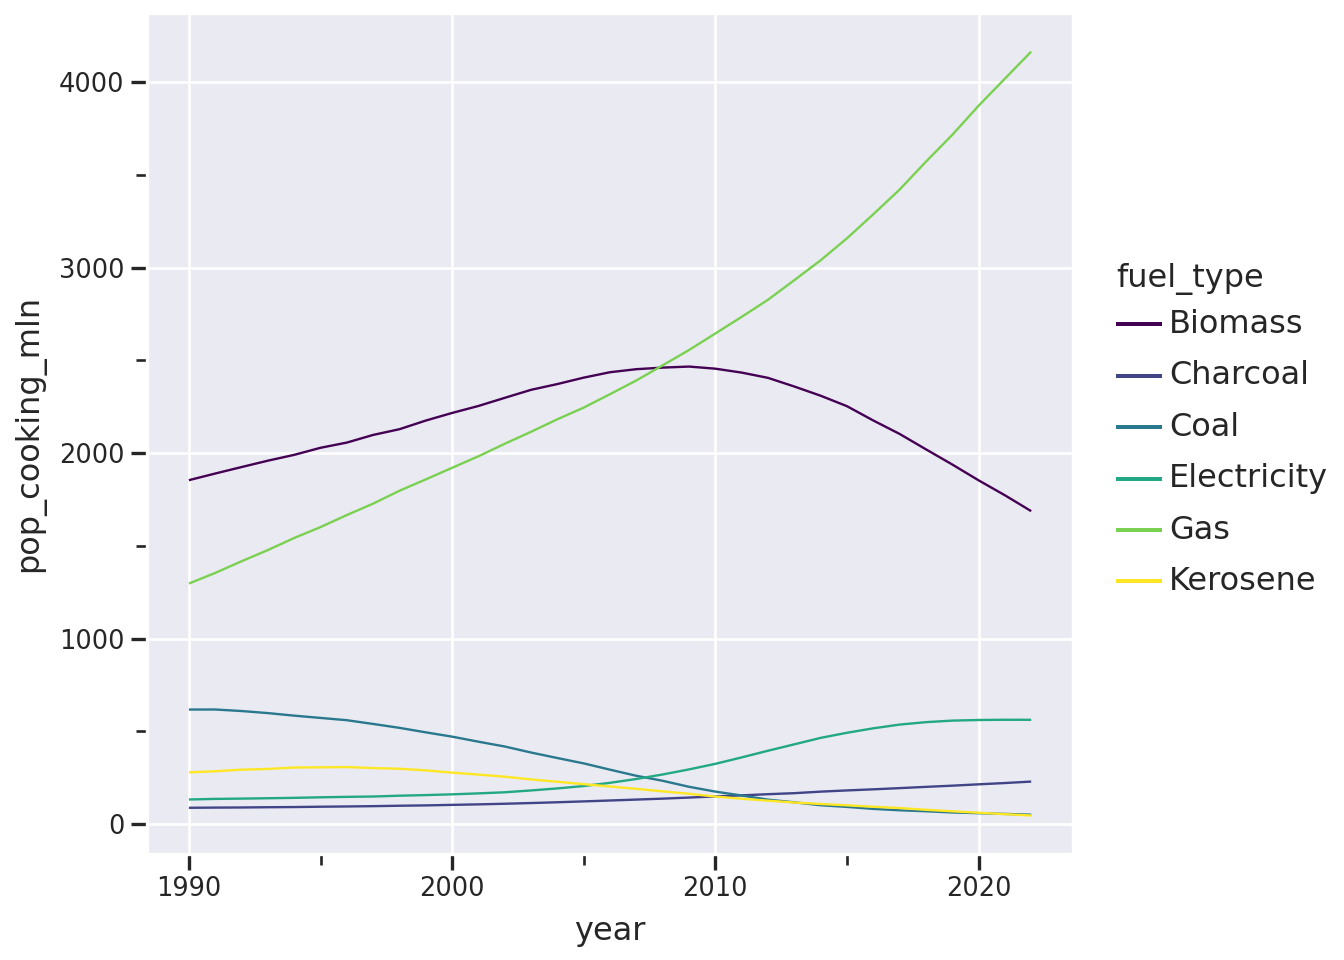 4000
3000
2000
1000
0
pop_cooking_mln
1990
2000
2010
2020
year
fuel_type
Biomass
Charcoal
Coal
Electricity
Gas
Kerosene